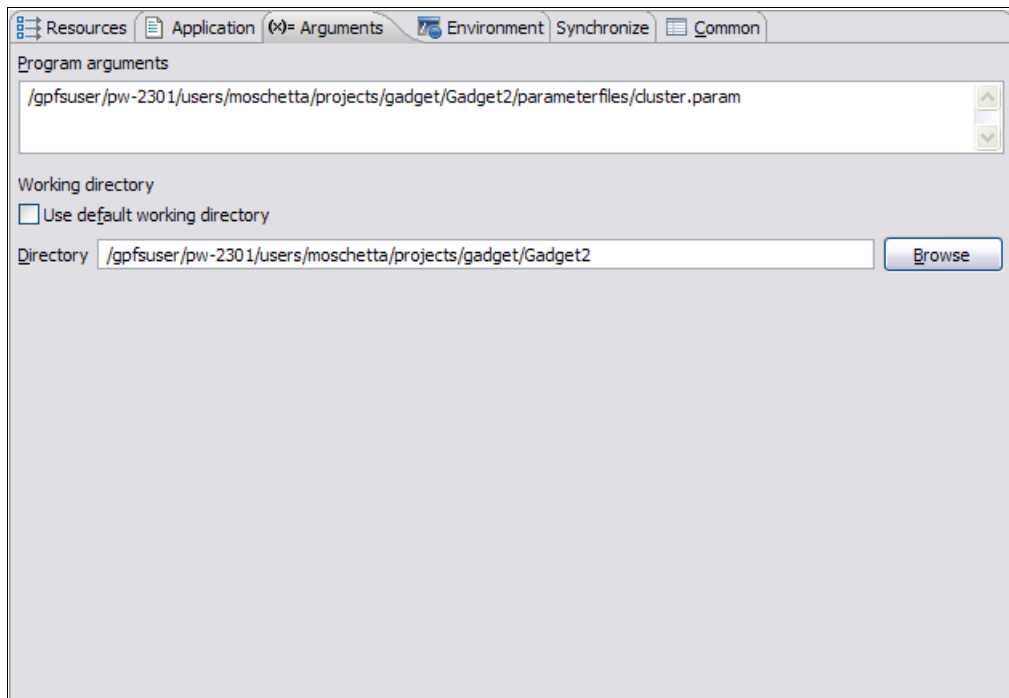 Resources Application (x)= Arguments Environment Synchronize Common
Program arguments
/gpfsuser/pw-2301/users/moschetta/projects/gadget/Gadget2/parameterfiles/cluster.param
Working directory
Use default working directory
Directory /gpfsuser/pw-2301/users/moschetta/projects/gadget/Gadget2 Browse